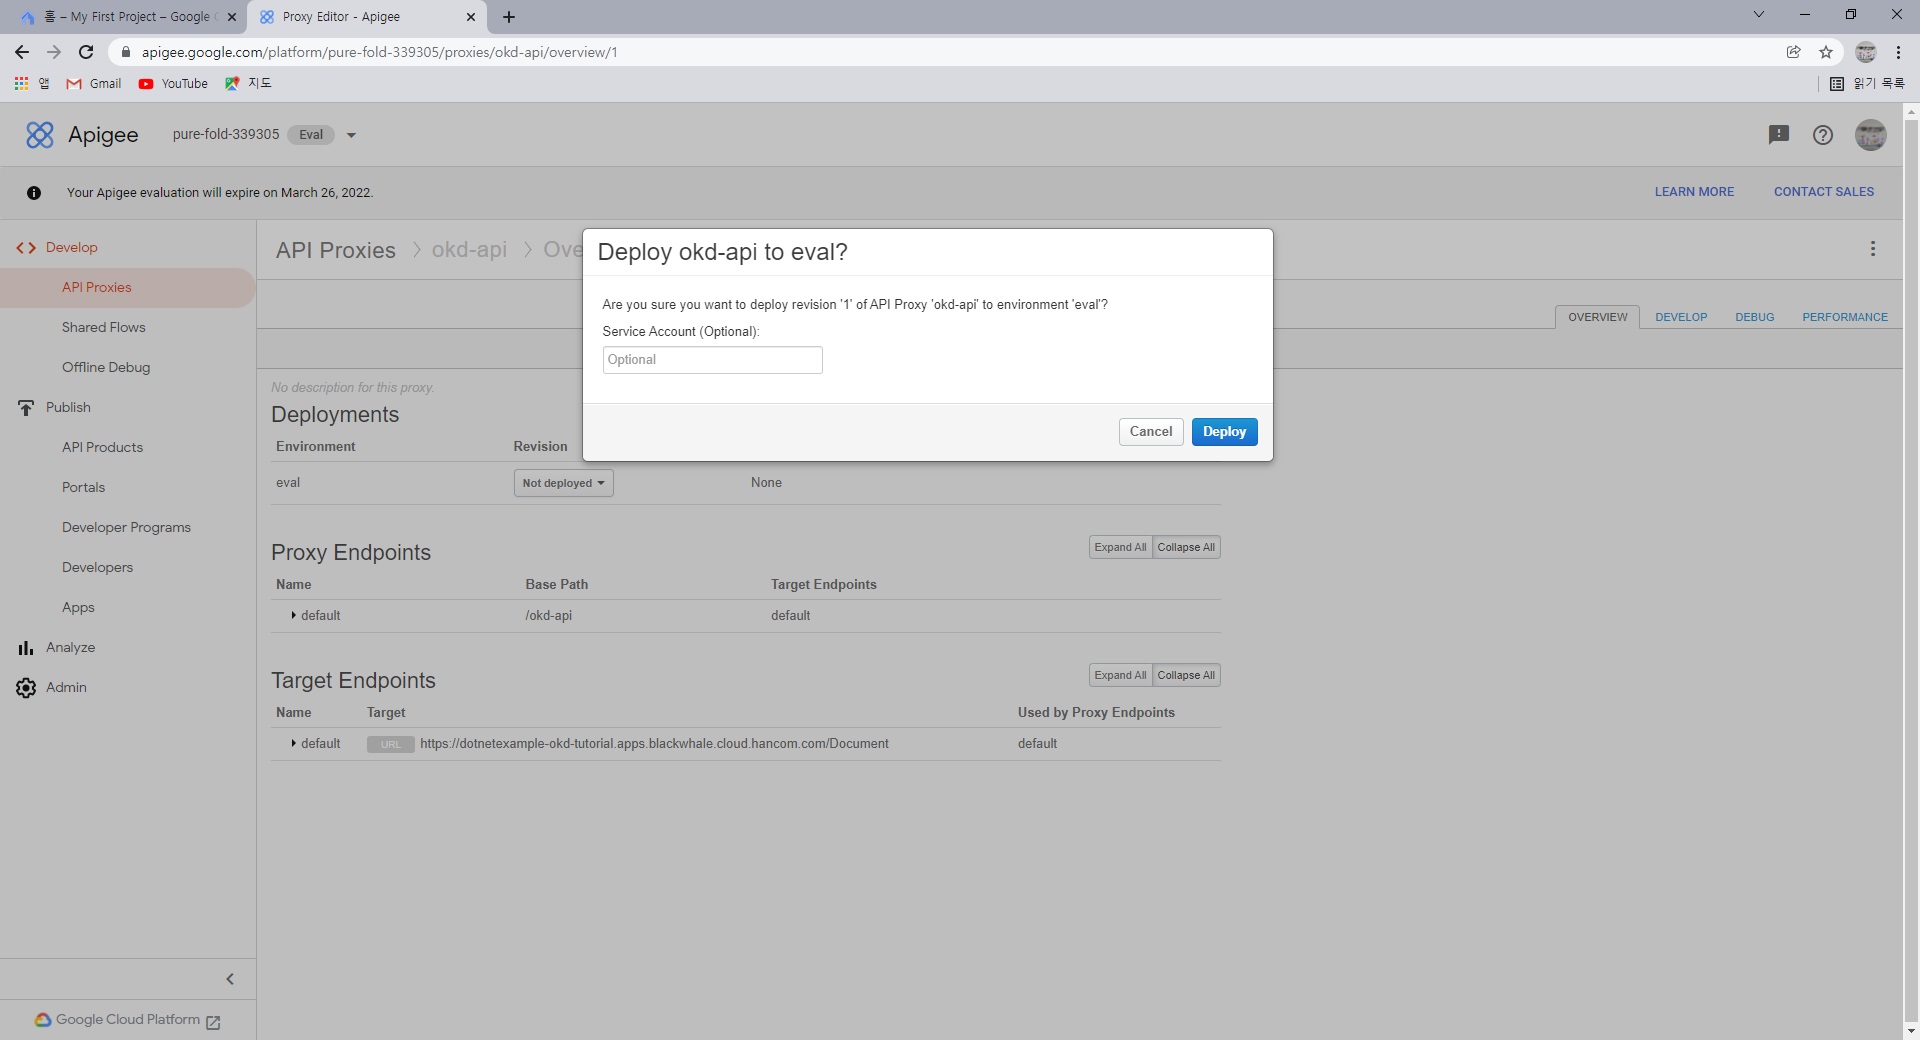 홈 – My First Project – Google C
Proxy Editor - Apigee
apigee.google.com/platform/pure-fold-339305/proxies/okd-api/overview/1
앱
Gmail
YouTube
지도
읽기 목록
Apigee
pure-fold-339305
Eval
Your Apigee evaluation will expire on March 26, 2022.
LEARN MORE
CONTACT SALES
Develop
API Proxies
Shared Flows
Offline Debug
Publish
API Products
Portals
Developer Programs
Developers
Apps
Analyze
Admin
Google Cloud Platform
API Proxies
okd-api
Ove
OVERVIEW
DEVELOP
DEBUG
PERFORMANCE
Deploy okd-api to eval?
Are you sure you want to deploy revision '1' of API Proxy 'okd-api' to environment 'eval'?
Service Account (Optional):
Optional
Cancel
Deploy
No description for this proxy.
Deployments
Environment Revision
eval Not deployed None
Proxy Endpoints
Expand All Collapse All
Name Base Path Target Endpoints
default /okd-api default
Target Endpoints
Expand All Collapse All
Name Target Used by Proxy Endpoints
default URL https://dotnetexample-okd-tutorial.apps.blackwhale.cloud.hancom.com/Document default